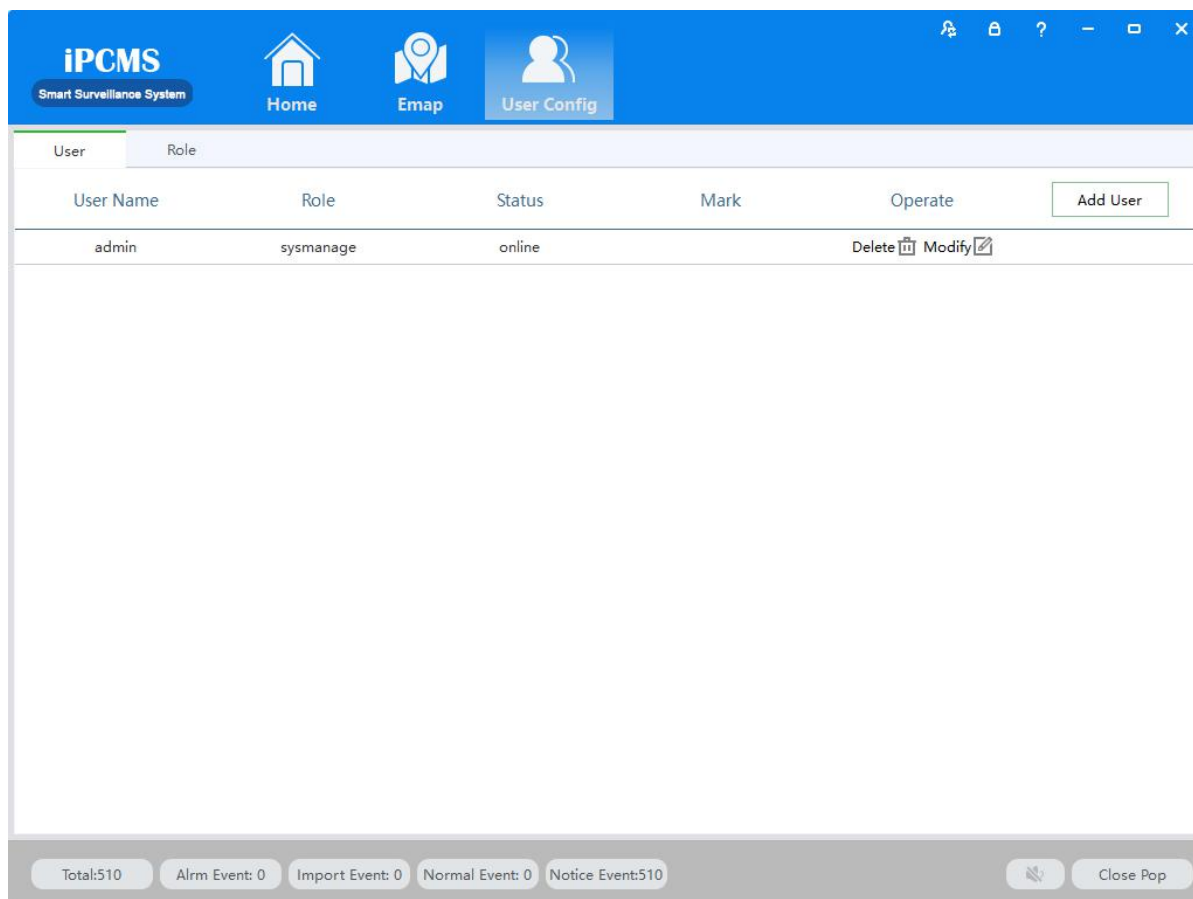 iPCMS
Smart Surveillance System
Home
Emap
User Config
?
User Role
User Name Role Status Mark Operate Add User
admin sysmanage online Delete Modify
Total:510 Alrm Event: 0 Import Event: 0 Normal Event: 0 Notice Event:510 Close Pop